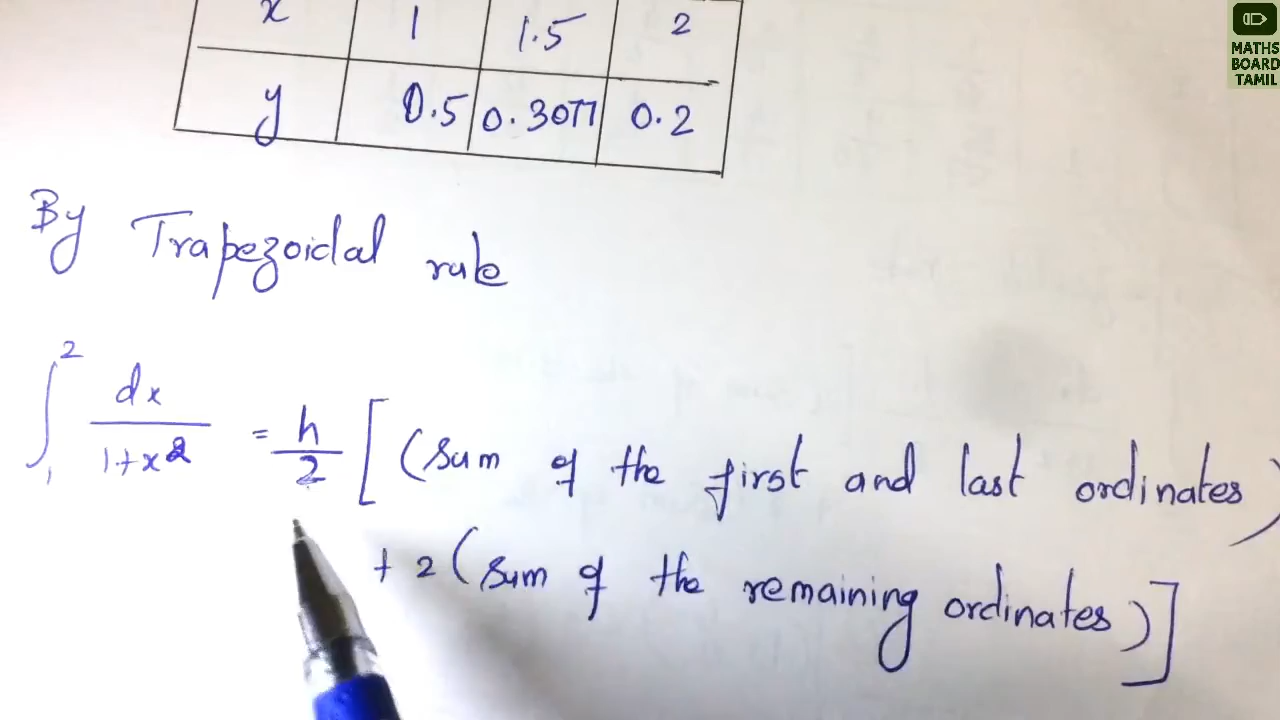 MATHS
BOARD
TAMIL
x 1 1.5 2
y 0.5 0.3077 0.2
By Trapezoidal rule
∫₁² dx/(1+x²) = h/2 [(sum of the first and last ordinates)
+ 2 (sum of the remaining ordinates)]